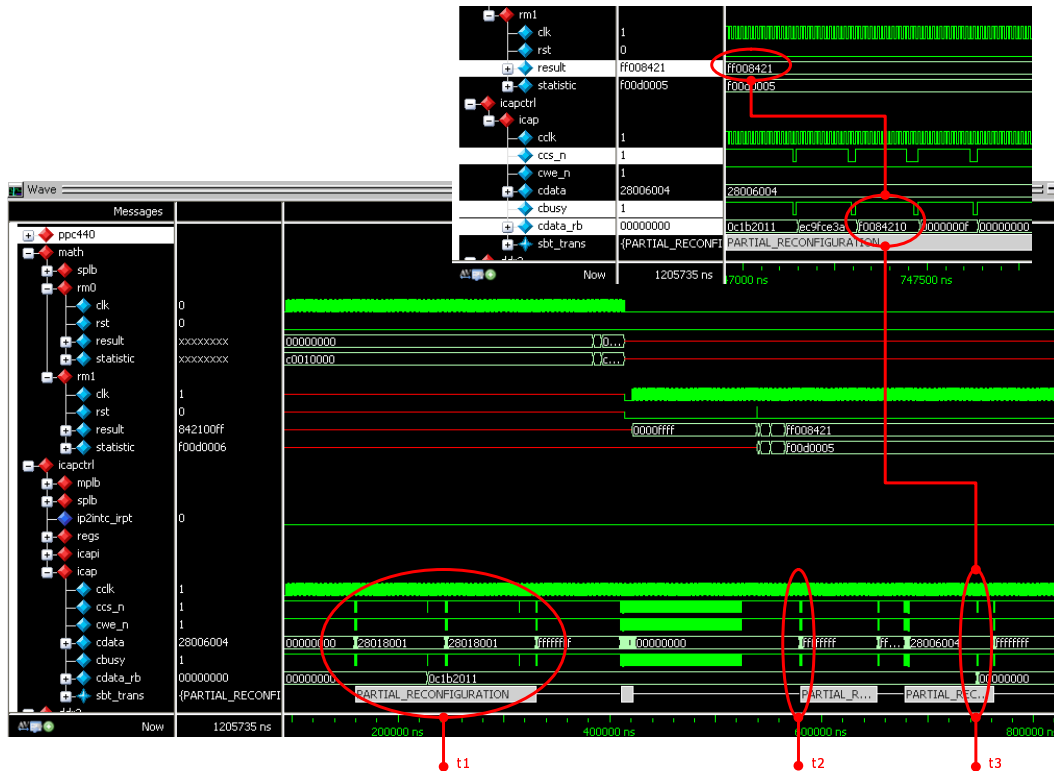 rm1
clk 1
rst 0
result ff008421 ff008421
statistic f00d0005 f00d0005
icapctrl
icap
cclk 1
ccs_n 1
cwe_n 1
cdata 28006004 28006004
cbusy 1
cdata_rb 00000000 0c1b2011 ec9fce3a f0084210 0000000f 00000000
sbt_trans {PARTIAL_RECONFI PARTIAL_RECONFIGURATION
Now 1205735 ns 747500 ns
Wave
Messages
ppc440
math
splb
rm0
clk 0
rst 0
result xxxxxxxx 00000000 0...
statistic xxxxxxxx c0010000 c...
rm1
clk 1
rst 0
result 842100ff 0000ffff ff008421
statistic f00d0006 f00d0005
icapctrl
mplb
splb
ip2intc_irpt 0
regs
icapi
icap
cclk 1
ccs_n 1
cwe_n 1
cdata 28006004 00000000 28018001 28018001 ffffffff 00000000 ffffffff ff... 28006004 ffffffff
cbusy 1
cdata_rb 00000000 00000000 0c1b2011 00000000
sbt_trans {PARTIAL_RECONFI PARTIAL_RECONFIGURATION PARTIAL_R... PARTIAL_REC...
Now 1205735 ns 200000 ns 400000 ns 600000 ns 800000 ns
t1 t2 t3